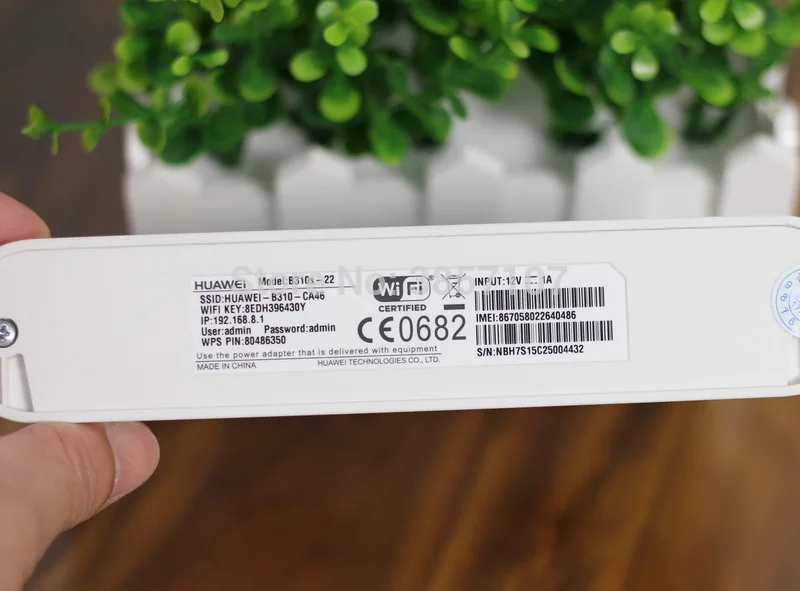 HUAWEI Model:B310s-22
SSID:HUAWEI-B310-CA46
WIFI KEY:8EDH396430Y
IP:192.168.8.1
User:admin Password:admin
WPS PIN:80486350
Use the power adapter that is delivered with equipment
MADE IN CHINA HUAWEI TECHNOLOGIES CO., LTD.
Wi Fi ®
CERTIFIED
CE0682
INPUT:12V ⎓ 1A
IMEI:867058022640486
S/N:NBH7S15C25004432